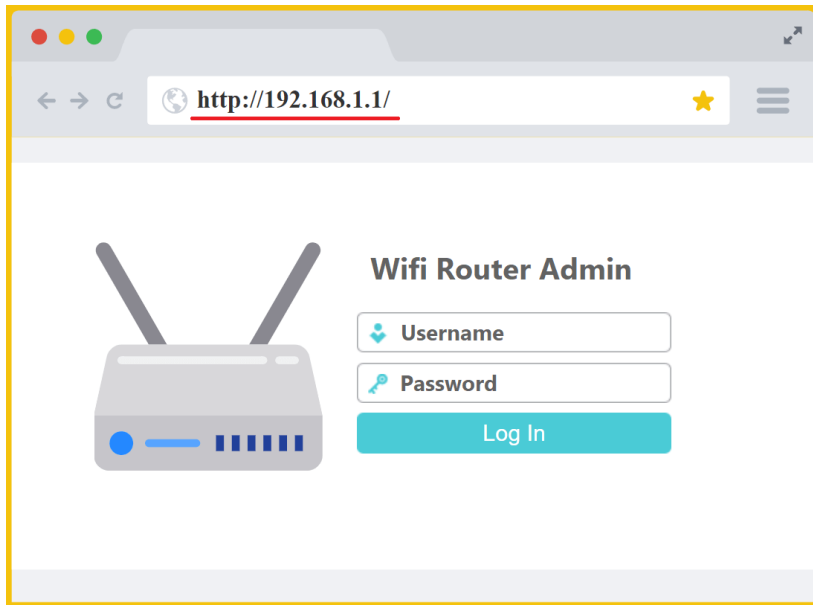 http://192.168.1.1/
Wifi Router Admin
Username
Password
Log In